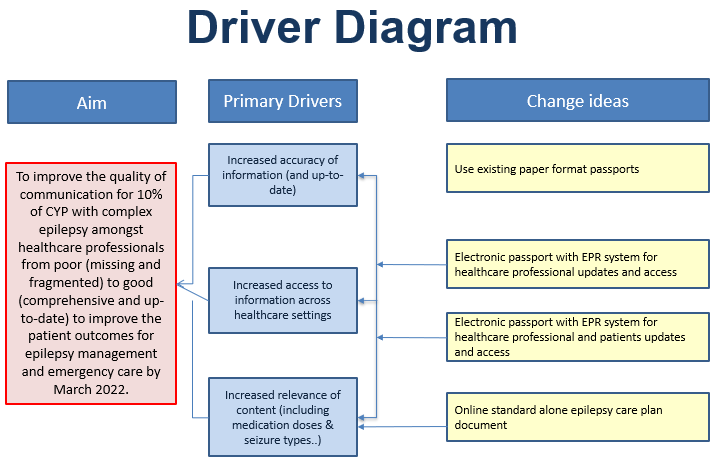 Driver Diagram
Aim
Primary Drivers
Change ideas
To improve the quality of
communication for 10%
of CYP with complex
epilepsy amongst
healthcare professionals
from poor (missing and
fragmented) to good
(comprehensive and up-
to-date) to improve the
patient outcomes for
epilepsy management
and emergency care by
March 2022.
Increased accuracy of
information (and up-to-
date)
Increased access to
information across
healthcare settings
Increased relevance of
content (including
medication doses &
seizure types..)
Use existing paper format passports
Electronic passport with EPR system for
healthcare professional updates and access
Electronic passport with EPR system for
healthcare professional and patients updates
and access
Online standard alone epilepsy care plan
document